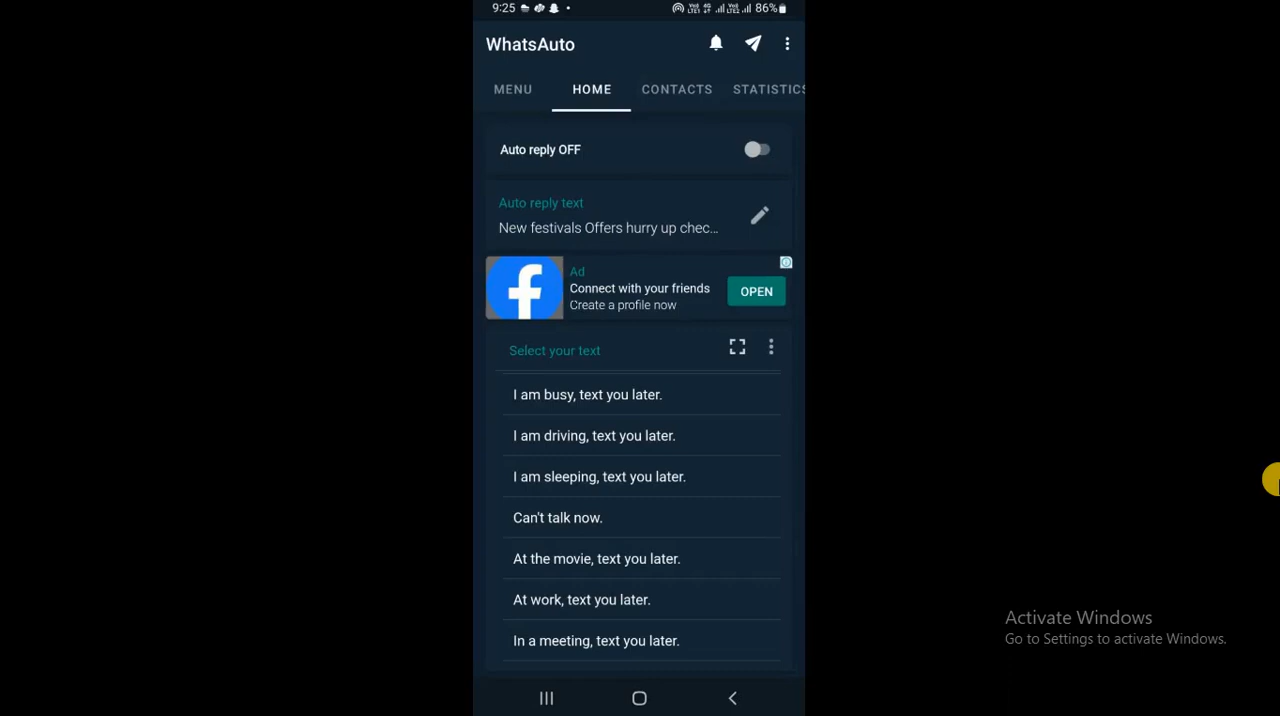 9:25 86%
WhatsAuto
MENU HOME CONTACTS STATISTICS
Auto reply OFF
Auto reply text
New festivals Offers hurry up chec...
Ad
Connect with your friends
Create a profile now
OPEN
Select your text
I am busy, text you later.
I am driving, text you later.
I am sleeping, text you later.
Can't talk now.
At the movie, text you later.
At work, text you later.
In a meeting, text you later.
Activate Windows
Go to Settings to activate Windows.